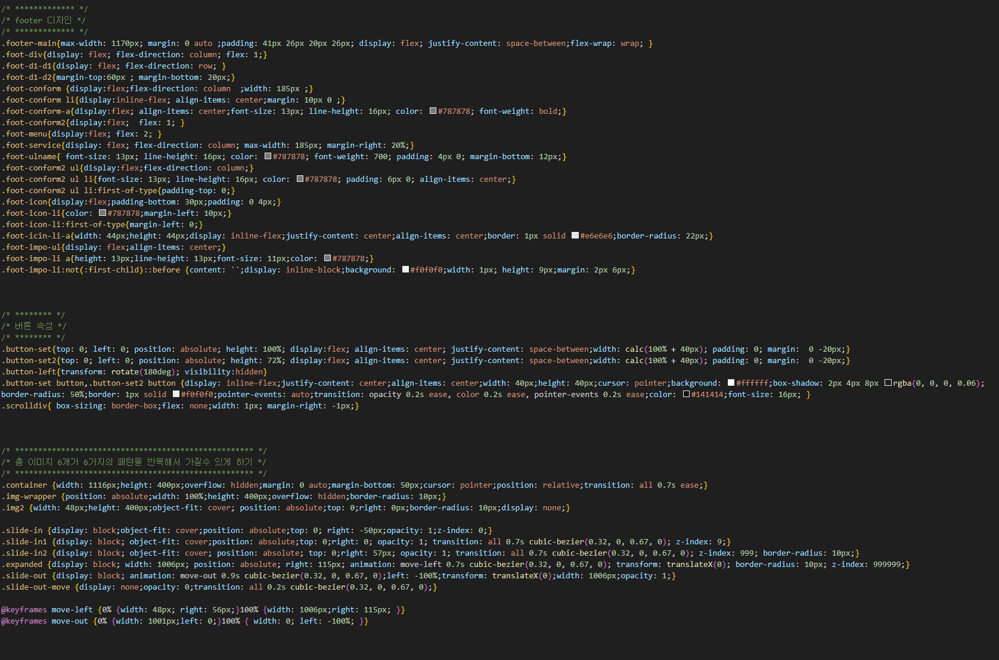 /* ************* */
/* footer 디자인 */
/* ************* */
.footer-main{max-width: 1170px; margin: 0 auto ;padding: 41px 26px 20px 26px; display: flex; justify-content: space-between;flex-wrap: wrap; }
.foot-div{display: flex; flex-direction: column; flex: 1;}
.foot-d1-d1{display: flex; flex-direction: row; }
.foot-d1-d2{margin-top:60px ; margin-bottom: 20px;}
.foot-conform {display:flex;flex-direction: column  ;width: 185px ;}
.foot-conform li{display:inline-flex; align-items: center;margin: 10px 0 ;}
.foot-conform-a{display:flex; align-items: center;font-size: 13px; line-height: 16px; color: #787878; font-weight: bold;}
.foot-conform2{display:flex;  flex: 1; }
.foot-menu{display:flex; flex: 2; }
.foot-service{display: flex; flex-direction: column; max-width: 185px; margin-right: 20%;}
.foot-ulname{ font-size: 13px; line-height: 16px; color: #787878; font-weight: 700; padding: 4px 0; margin-bottom: 12px;}
.foot-conform2 ul{display:flex;flex-direction: column;}
.foot-conform2 ul li{font-size: 13px; line-height: 16px; color: #787878; padding: 6px 0; align-items: center;}
.foot-conform2 ul li:first-of-type{padding-top: 0;}
.foot-icon{display:flex;padding-bottom: 30px;padding: 0 4px;}
.foot-icon-li{color: #787878;margin-left: 10px;}
.foot-icon-li:first-of-type{margin-left: 0;}
.foot-icin-li-a{width: 44px;height: 44px;display: inline-flex;justify-content: center;align-items: center;border: 1px solid #e6e6e6;border-radius: 22px;}
.foot-impo-ul{display: flex;align-items: center;}
.foot-impo-li a{height: 13px;line-height: 13px;font-size: 11px;color: #787878;}
.foot-impo-li:not(:first-child)::before {content: '';display: inline-block;background: #f0f0f0;width: 1px; height: 9px;margin: 2px 6px;}
/* ******** */
/* 버튼 속성 */
/* ******** */
.button-set{top: 0; left: 0; position: absolute; height: 100%; display:flex; align-items: center; justify-content: space-between;width: calc(100% + 40px); padding: 0; margin:  0 -20px;}
.button-set2{top: 0; left: 0; position: absolute; height: 72%; display:flex; align-items: center; justify-content: space-between;width: calc(100% + 40px); padding: 0; margin:  0 -20px;}
.button-left{transform: rotate(180deg); visibility:hidden}
.button-set button,.button-set2 button {display: inline-flex;justify-content: center;align-items: center;width: 40px;height: 40px;cursor: pointer;background: #ffffff;box-shadow: 2px 4px 8px rgba(0, 0, 0, 0.06);
border-radius: 50%;border: 1px solid #f0f0f0;pointer-events: auto;transition: opacity 0.2s ease, color 0.2s ease, pointer-events 0.2s ease;color: #141414;font-size: 16px; }
.scrolldiv{ box-sizing: border-box;flex: none;width: 1px; margin-right: -1px;}
/* **************************************************** */
/* 총 이미지 6개가 6가지의 패턴을 반복해서 가질수 있게 하기 */
/* **************************************************** */
.container {width: 1116px;height: 400px;overflow: hidden;margin: 0 auto;margin-bottom: 50px;cursor: pointer;position: relative;transition: all 0.7s ease;}
.img-wrapper {position: absolute;width: 100%;height: 400px;overflow: hidden;border-radius: 10px;}
.img2 {width: 48px;height: 400px;object-fit: cover; position: absolute;top: 0;right: 0px;border-radius: 10px;display: none;}
.slide-in {display: block;object-fit: cover;position: absolute;top: 0; right: -50px;opacity: 1;z-index: 0;}
.slide-in1 {display: block; object-fit: cover;position: absolute;top: 0;right: 0; opacity: 1; transition: all 0.7s cubic-bezier(0.32, 0, 0.67, 0); z-index: 9;}
.slide-in2 {display: block; object-fit: cover; position: absolute; top: 0;right: 57px; opacity: 1; transition: all 0.7s cubic-bezier(0.32, 0, 0.67, 0); z-index: 999; border-radius: 10px;}
.expanded {display: block; width: 1006px; position: absolute; right: 115px; animation: move-left 0.7s cubic-bezier(0.32, 0, 0.67, 0); transform: translateX(0); border-radius: 10px; z-index: 999999;}
.slide-out {display: block; animation: move-out 0.9s cubic-bezier(0.32, 0, 0.67, 0);left: -100%;transform: translateX(0);width: 1006px;opacity: 1;}
.slide-out-move {display: none;opacity: 0;transition: all 0.2s cubic-bezier(0.32, 0, 0.67, 0);}
@keyframes move-left {0% {width: 48px; right: 56px;}100% {width: 1006px;right: 115px; }}
@keyframes move-out {0% {width: 1001px;left: 0;}100% { width: 0; left: -100%; }}